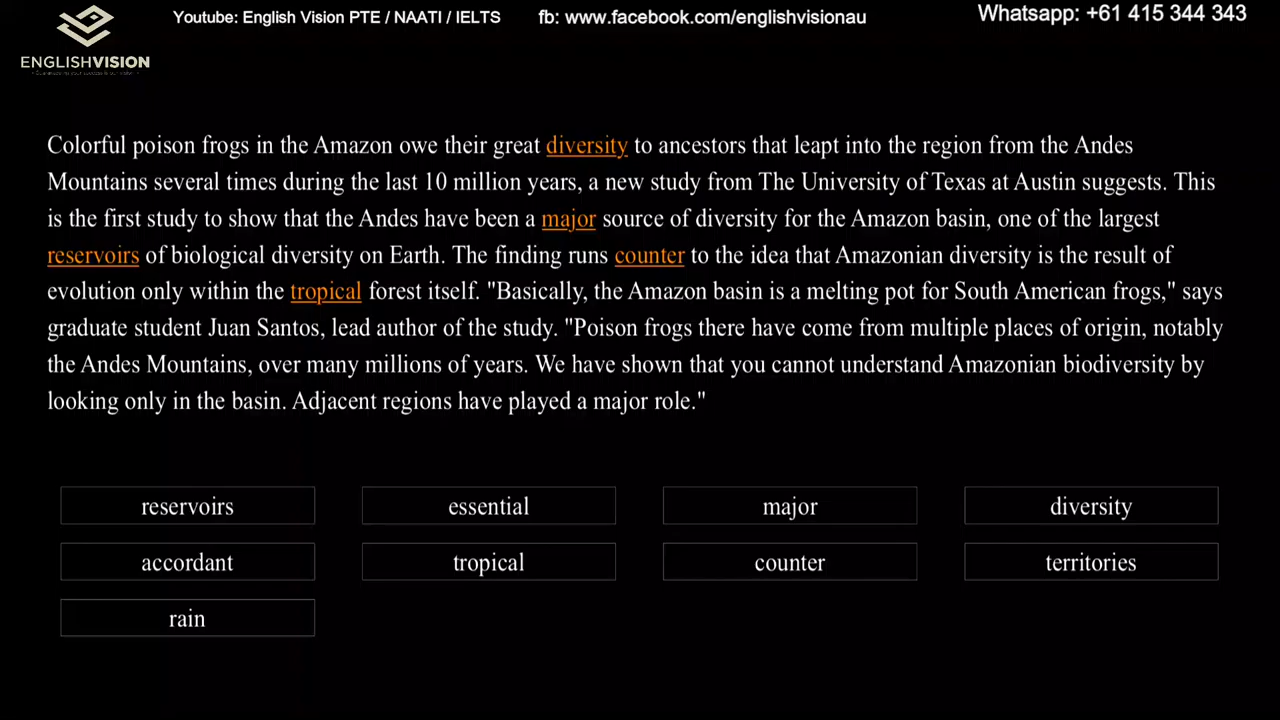 Youtube: English Vision PTE / NAATI / IELTS fb: www.facebook.com/englishvisionau Whatsapp: +61 415 344 343
ENGLISHVISION
Colorful poison frogs in the Amazon owe their great diversity to ancestors that leapt into the region from the Andes
Mountains several times during the last 10 million years, a new study from The University of Texas at Austin suggests. This
is the first study to show that the Andes have been a major source of diversity for the Amazon basin, one of the largest
reservoirs of biological diversity on Earth. The finding runs counter to the idea that Amazonian diversity is the result of
evolution only within the tropical forest itself. "Basically, the Amazon basin is a melting pot for South American frogs," says
graduate student Juan Santos, lead author of the study. "Poison frogs there have come from multiple places of origin, notably
the Andes Mountains, over many millions of years. We have shown that you cannot understand Amazonian biodiversity by
looking only in the basin. Adjacent regions have played a major role."
reservoirs essential major diversity
accordant tropical counter territories
rain